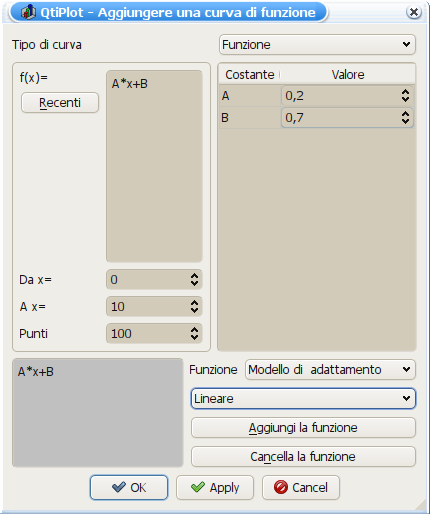 QtiPlot - Aggiungere una curva di funzione
Tipo di curva
Funzione
f(x)=
Recenti
A*x+B
Costante
Valore
A
0,2
B
0,7
Da x=
0
A x=
10
Punti
100
A*x+B
Funzione
Modello di adattamento
Lineare
Aggiungi la funzione
Cancella la funzione
OK
Apply
Cancel